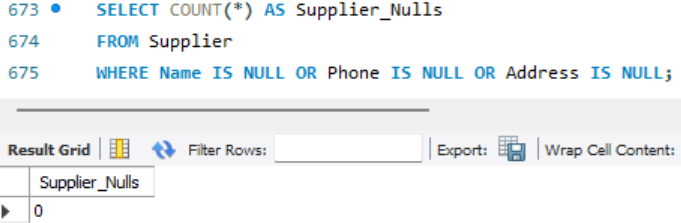 673 SELECT COUNT(*) AS Supplier_Nulls
674 FROM Supplier
675 WHERE Name IS NULL OR Phone IS NULL OR Address IS NULL;
Result Grid Filter Rows: Export: Wrap Cell Content:
Supplier_Nulls
0